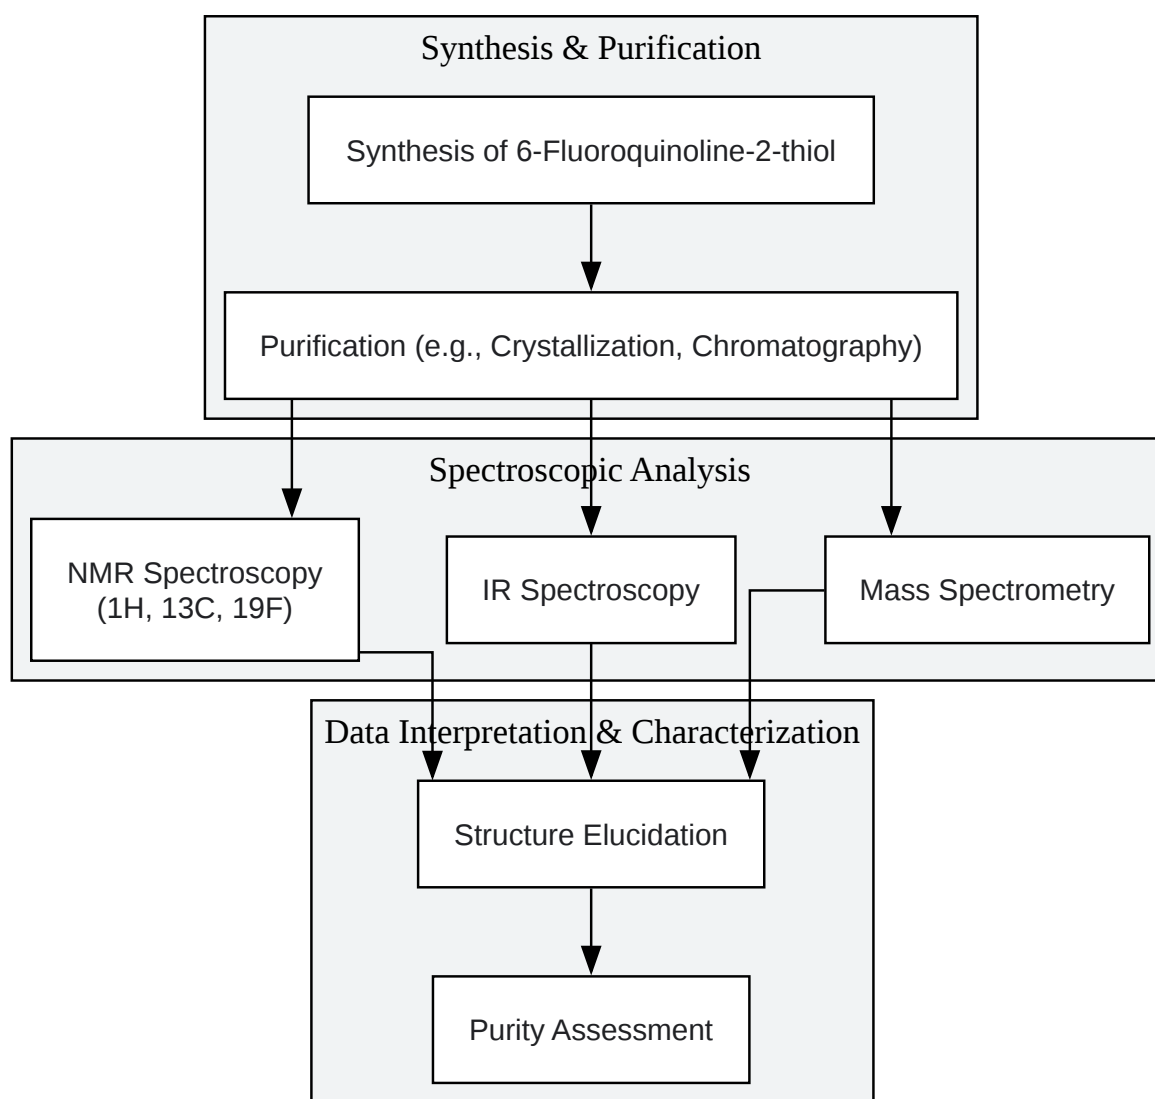 Synthesis & Purification
Synthesis of 6-Fluoroquinoline-2-thiol
Purification (e.g., Crystallization, Chromatography)
Spectroscopic Analysis
NMR Spectroscopy
(1H, 13C, 19F)
IR Spectroscopy
Mass Spectrometry
Data Interpretation & Characterization
Structure Elucidation
Purity Assessment